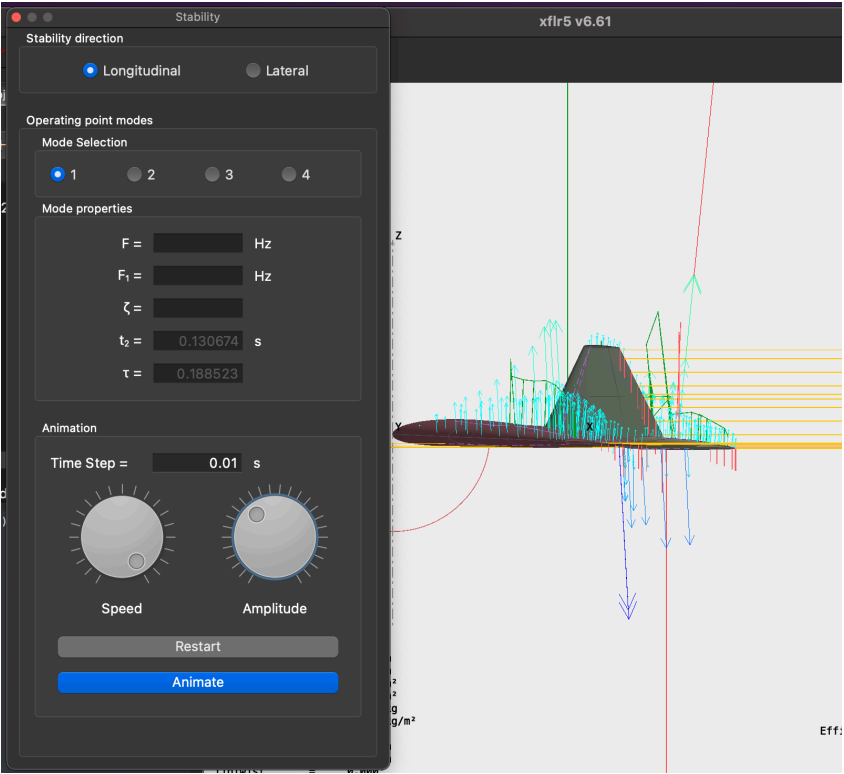 Stability
xflr5 v6.61
Stability direction
Longitudinal
Lateral
Operating point modes
Mode Selection
1
2
3
4
Mode properties
F =
Hz
F₁ =
Hz
ζ =
t₂ = 0.130674 s
τ = 0.188523
Z
Y
X
Animation
Time Step = 0.01 s
Speed
Amplitude
Restart
Animate
g/m²
Effi